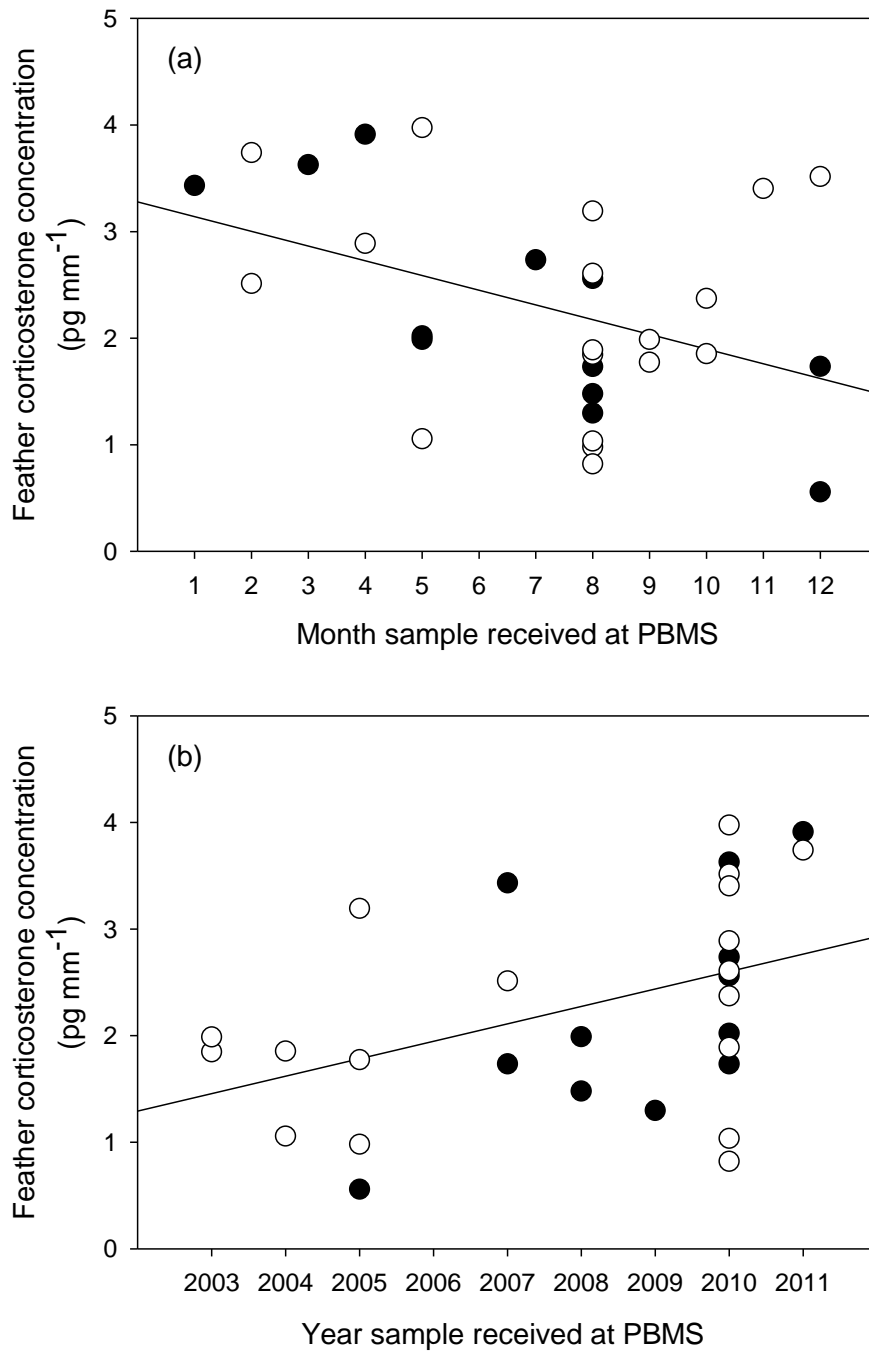 5
(a)
4
3
2
1
0
Feather corticosterone concentration
(pg mm⁻¹)
1 2 3 4 5 6 7 8 9 10 11 12
Month sample received at PBMS
5
(b)
4
3
2
1
0
Feather corticosterone concentration
(pg mm⁻¹)
2003 2004 2005 2006 2007 2008 2009 2010 2011
Year sample received at PBMS